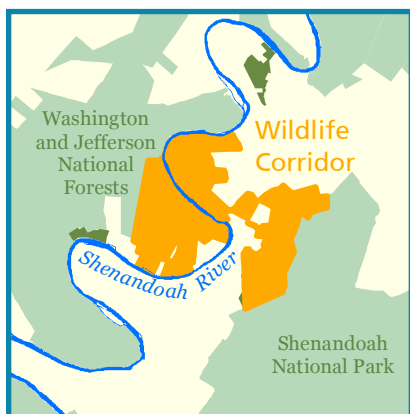 Washington
and Jefferson
National
Forests
Wildlife
Corridor
Shenandoah River
Shenandoah
National Park